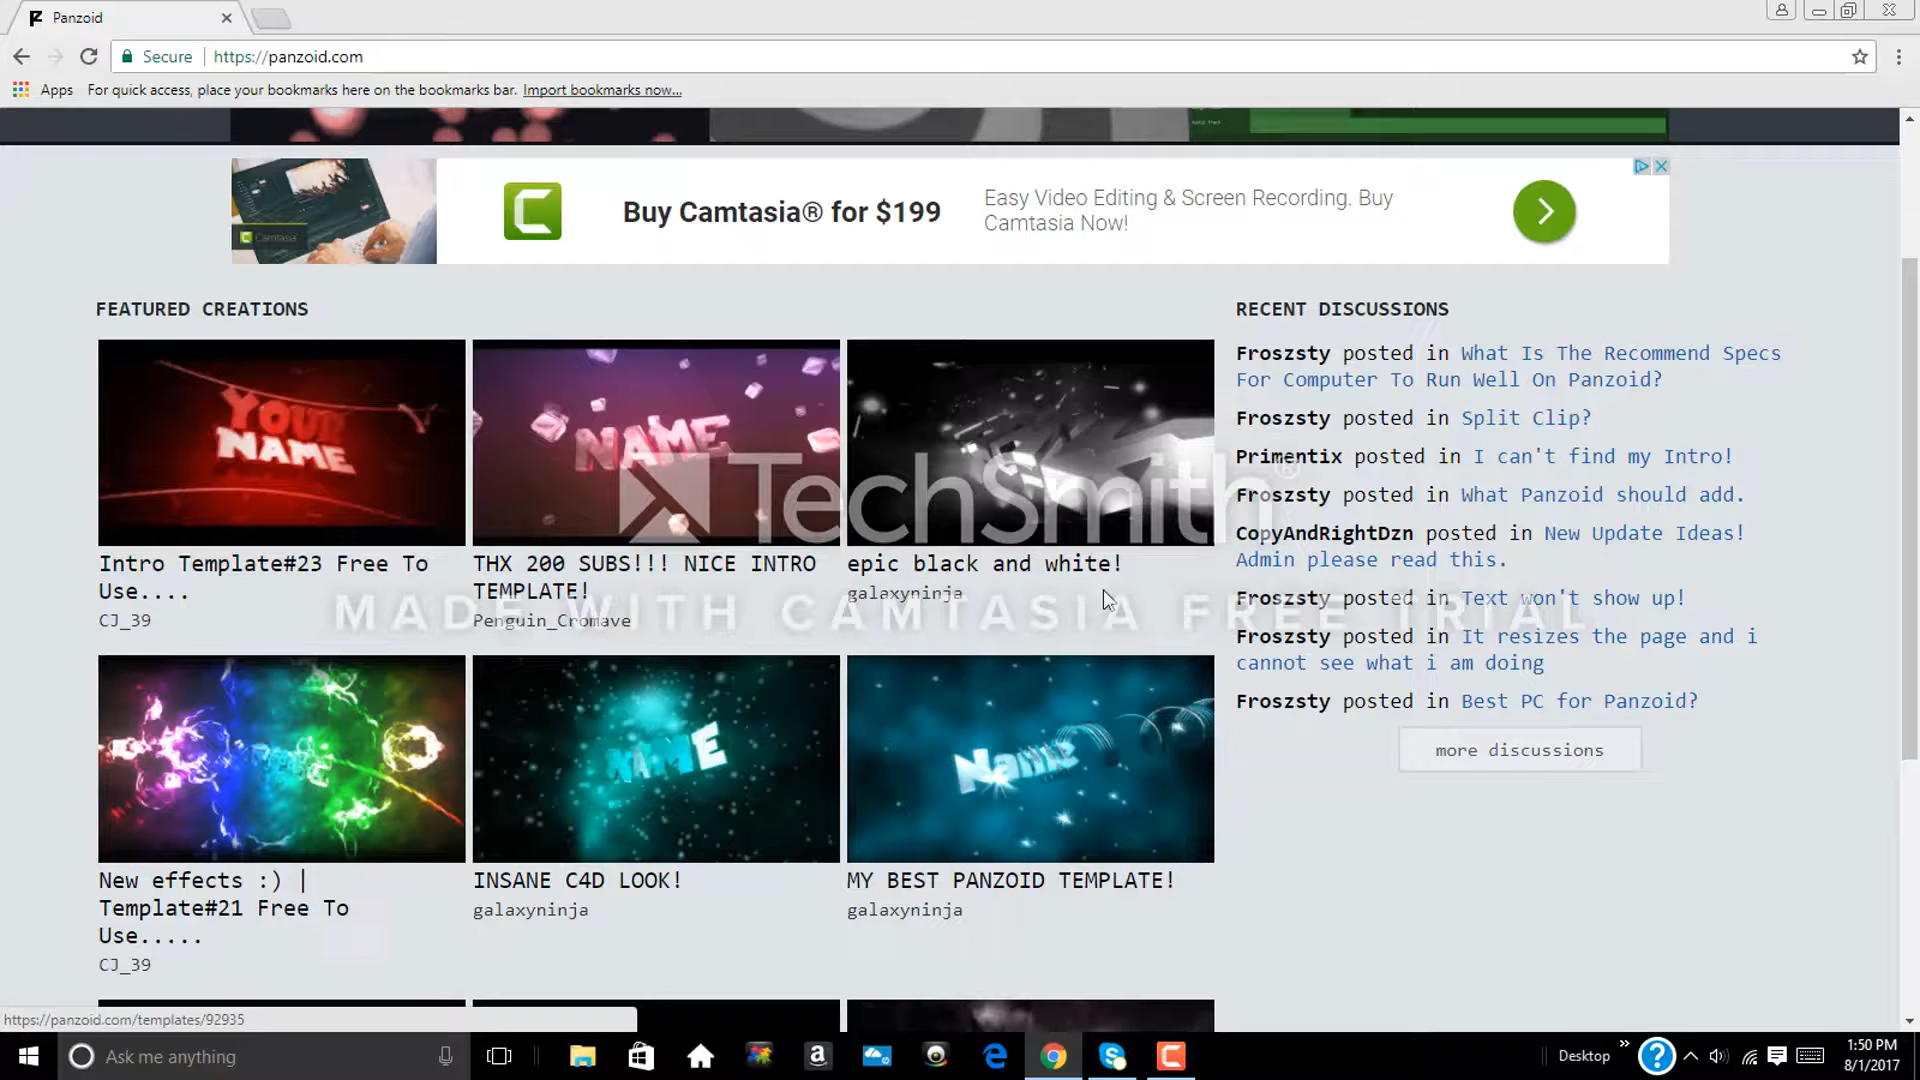 Panzoid
Secure
https://panzoid.com
Apps
For quick access, place your bookmarks here on the bookmarks bar. Import bookmarks now...
Camtasia
Buy Camtasia® for $199
Easy Video Editing & Screen Recording. Buy
Camtasia Now!
FEATURED CREATIONS
YOUR
NAME
Intro Template#23 Free To
Use....
CJ_39
NAME
THX 200 SUBS!!! NICE INTRO
TEMPLATE!
Penguin_Cromave
epic black and white!
galaxyninja
TechSmith®
MADE WITH CAMTASIA FREE TRIAL
New effects :) |
Template#21 Free To
Use.....
CJ_39
NAME
INSANE C4D LOOK!
galaxyninja
Name
MY BEST PANZOID TEMPLATE!
galaxyninja
RECENT DISCUSSIONS
Froszsty posted in What Is The Recommend Specs
For Computer To Run Well On Panzoid?
Froszsty posted in Split Clip?
Primentix posted in I can't find my Intro!
Froszsty posted in What Panzoid should add.
CopyAndRightDzn posted in New Update Ideas!
Admin please read this.
Froszsty posted in Text won't show up!
Froszsty posted in It resizes the page and i
cannot see what i am doing
Froszsty posted in Best PC for Panzoid?
more discussions
https://panzoid.com/templates/92935
Ask me anything
Desktop
1:50 PM
8/1/2017